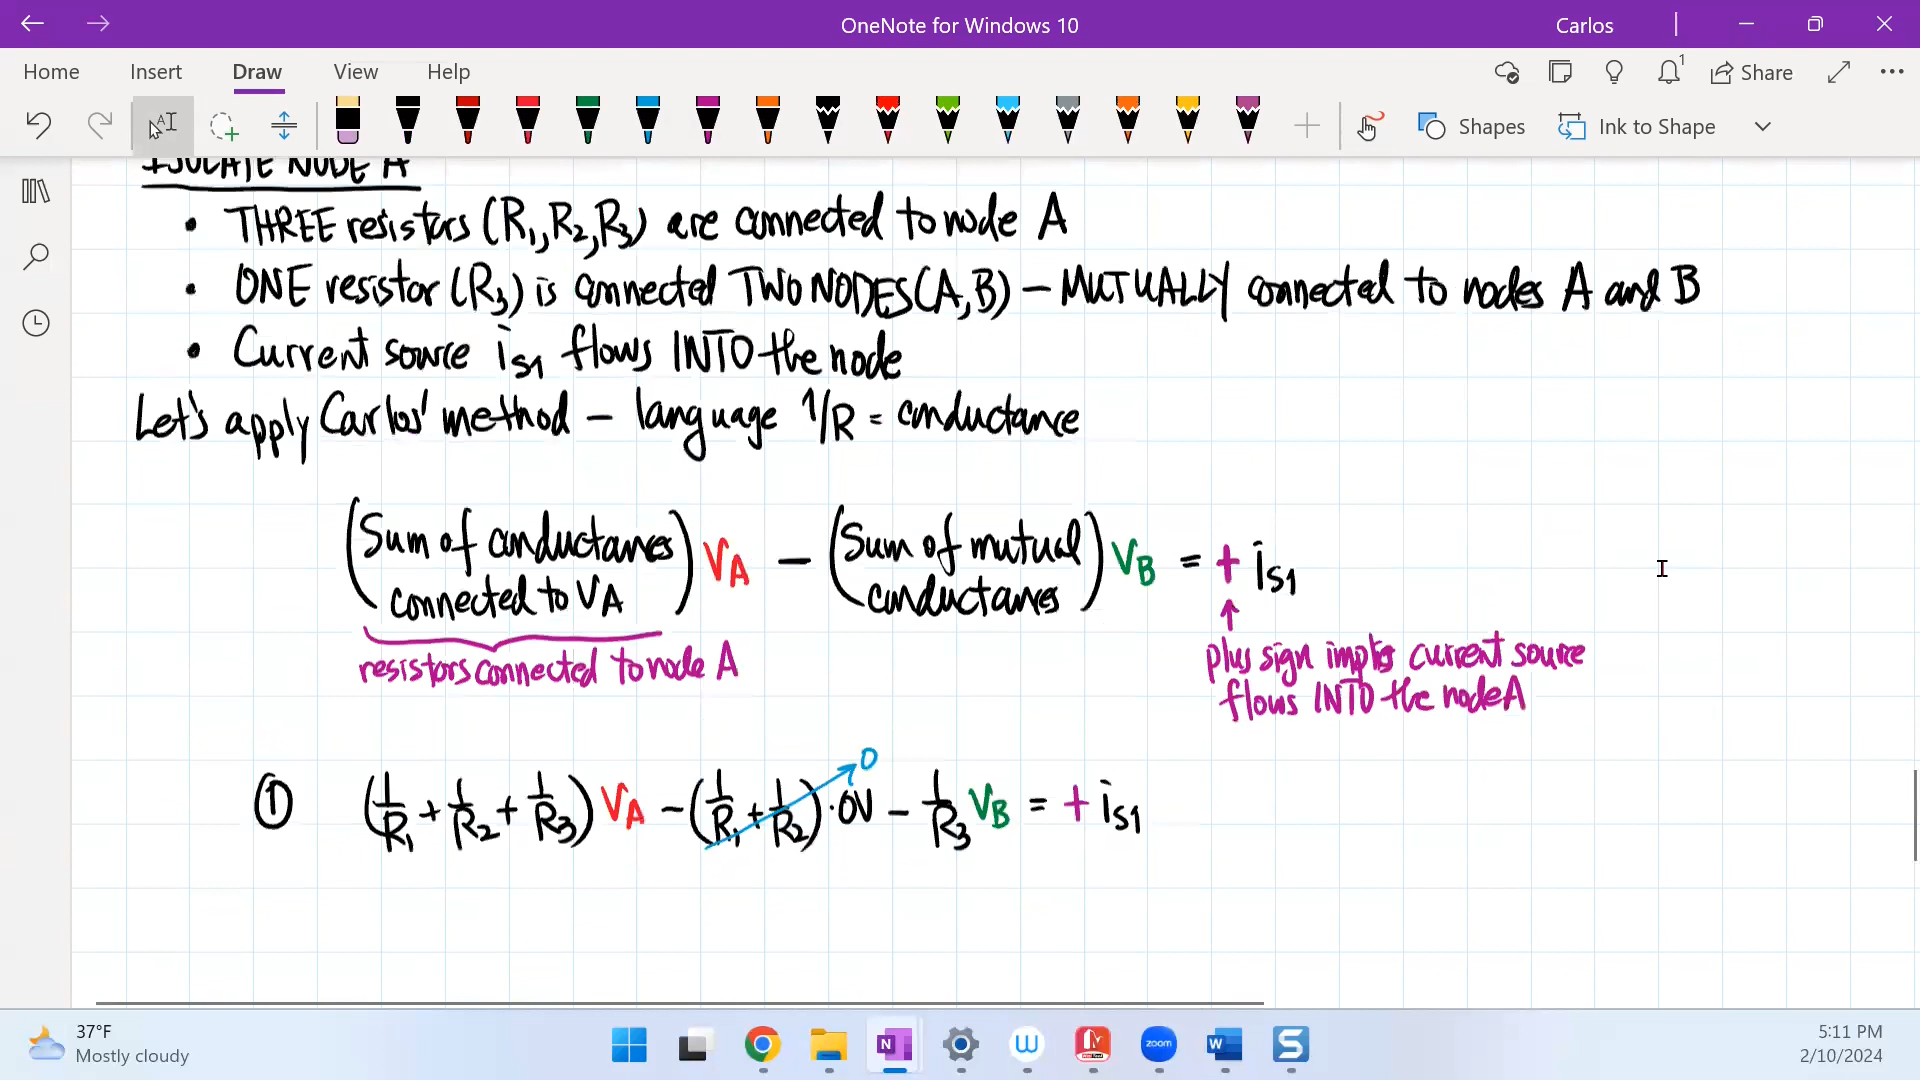 OneNote for Windows 10
Carlos
Home Insert Draw View Help
1
Share
Shapes
Ink to Shape
ISOLATE NODE A
• THREE resistors (R₁,R₂,R₃) are connected to node A
• ONE resistor (R₃) is connected TWO NODES(A,B) – MUTUALLY connected to nodes A and B
• Current source iS1 flows INTO the node
Let's apply Carlos' method – language 1/R = conductance
(Sum of conductances connected to VA) VA – (Sum of mutual conductances) VB = + iS1
resistors connected to node A
plus sign implies current source
flows INTO the node A
0
① (1/R₁ + 1/R₂ + 1/R₃) VA – (1/R₁ + 1/R₂) · 0V – 1/R₃ VB = + iS1
37°F
Mostly cloudy
zoom
5:11 PM
2/10/2024